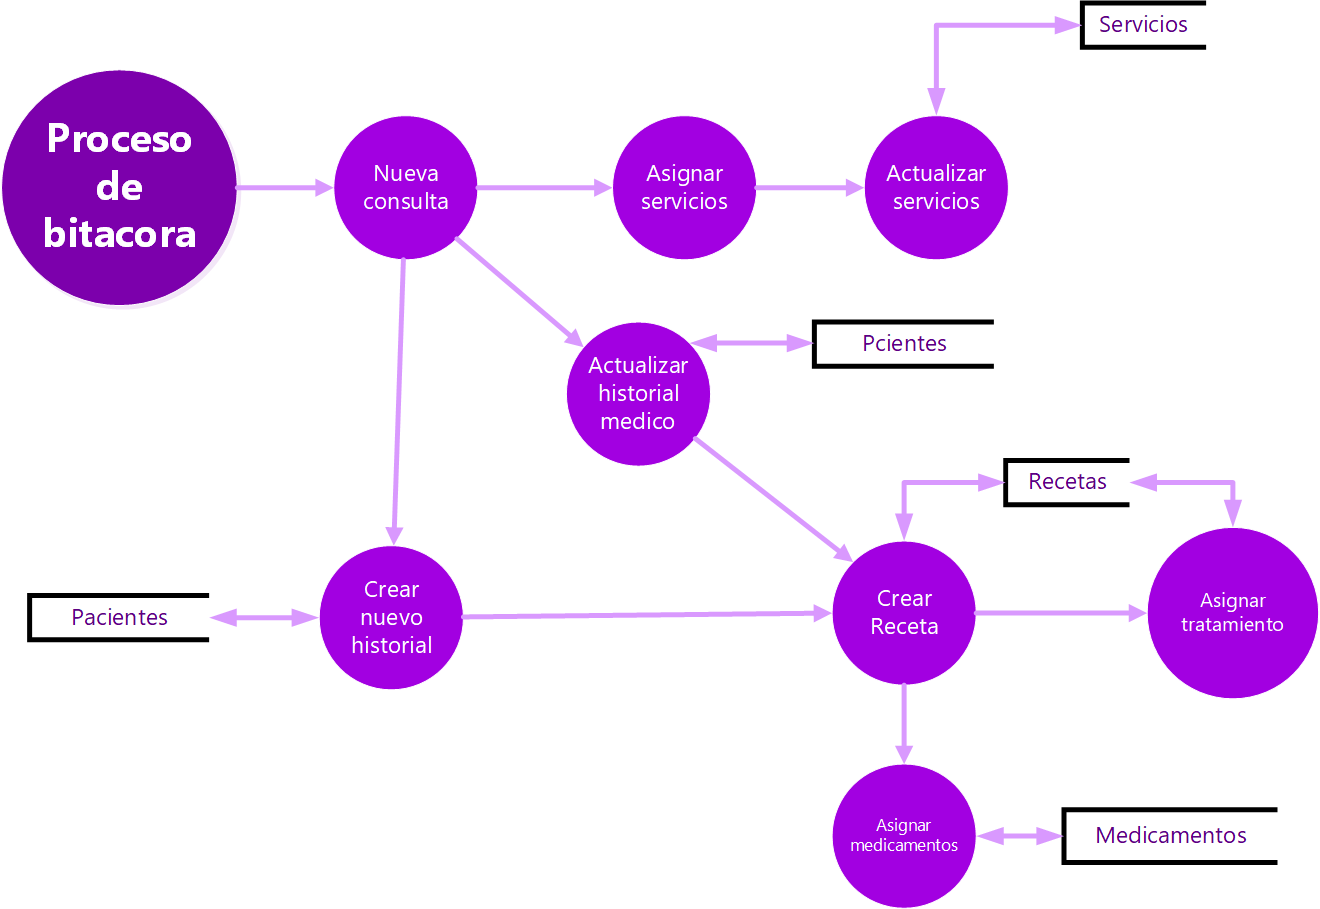 Servicios
Proceso
de
bitacora
Nueva
consulta
Asignar
servicios
Actualizar
servicios
Actualizar
historial
medico
Pcientes
Recetas
Pacientes
Crear
nuevo
historial
Crear
Receta
Asignar
tratamiento
Asignar
medicamentos
Medicamentos